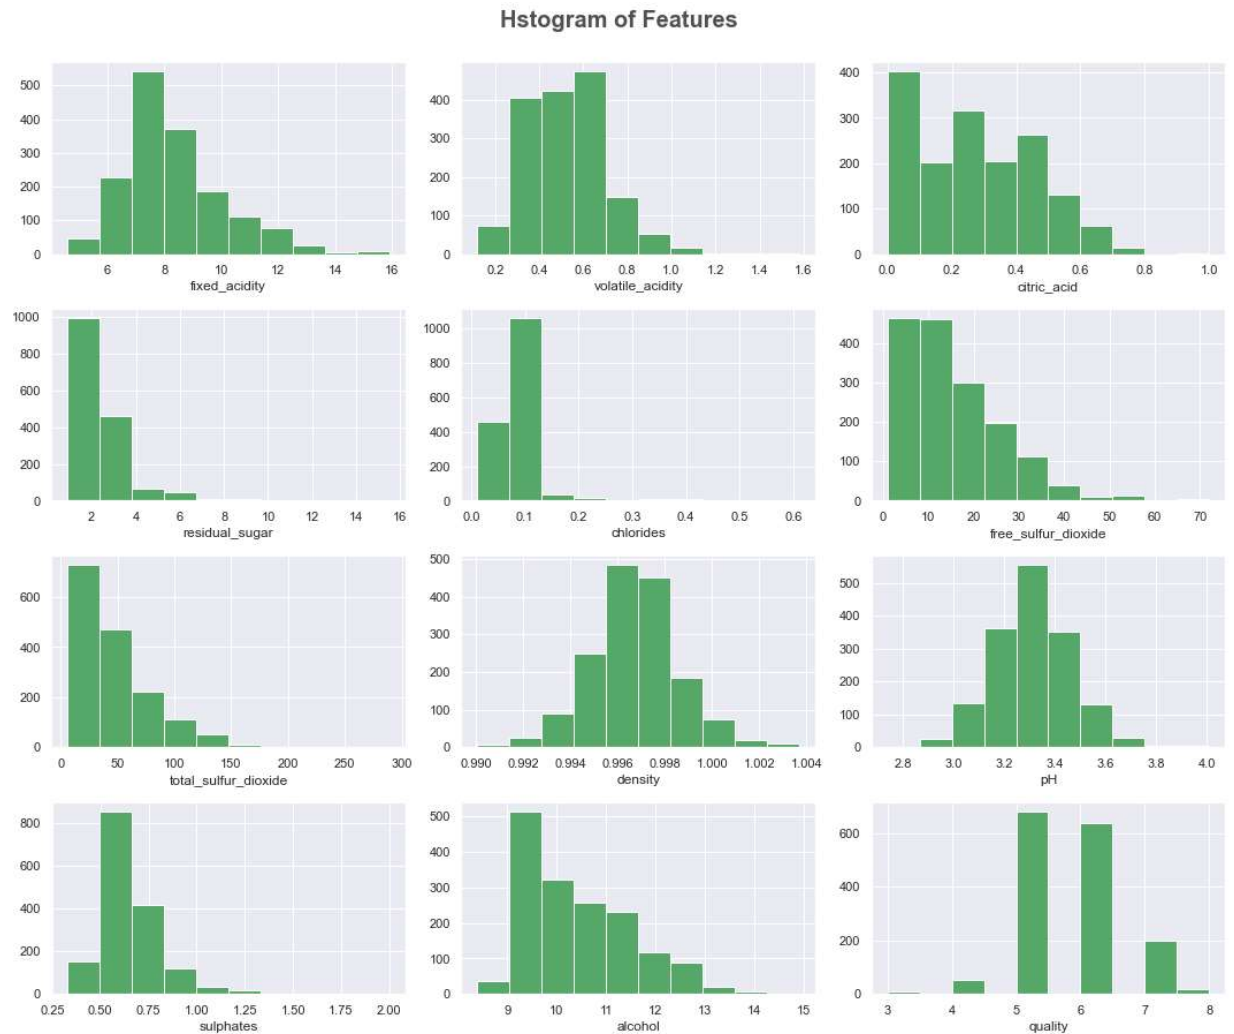 Hstogram of Features
500
400
300
200
100
0
6 8 10 12 14 16
fixed_acidity
400
300
200
100
0
0.2 0.4 0.6 0.8 1.0 1.2 1.4 1.6
volatile_acidity
400
300
200
100
0
0.0 0.2 0.4 0.6 0.8 1.0
citric_acid
1000
800
600
400
200
0
2 4 6 8 10 12 14 16
residual_sugar
1000
800
600
400
200
0
0.0 0.1 0.2 0.3 0.4 0.5 0.6
chlorides
400
300
200
100
0
0 10 20 30 40 50 60 70
free_sulfur_dioxide
600
400
200
0
0 50 100 150 200 250 300
total_sulfur_dioxide
500
400
300
200
100
0
0.990 0.992 0.994 0.996 0.998 1.000 1.002 1.004
density
500
400
300
200
100
0
2.8 3.0 3.2 3.4 3.6 3.8 4.0
pH
800
600
400
200
0
0.25 0.50 0.75 1.00 1.25 1.50 1.75 2.00
sulphates
500
400
300
200
100
0
9 10 11 12 13 14 15
alcohol
600
400
200
0
3 4 5 6 7 8
quality